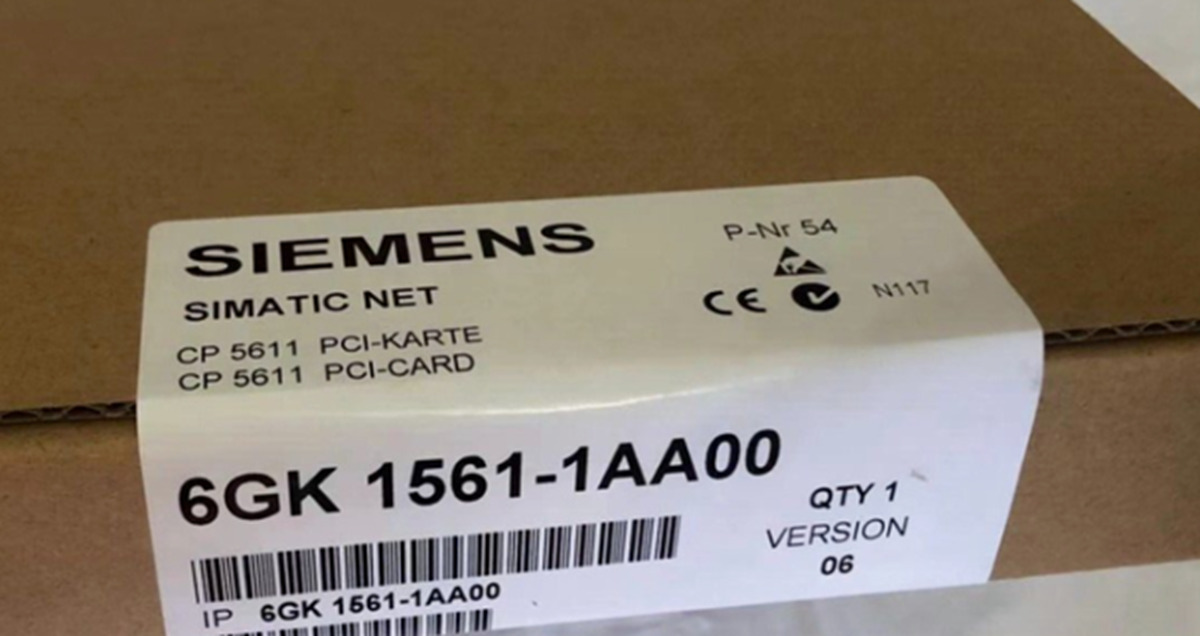 SIEMENS
SIMATIC NET
CP 5611 PCI-KARTE
CP 5611 PCI-CARD
P-Nr 54
CE N117
6GK 1561-1AA00
QTY 1
VERSION
06
IP 6GK 1561-1AA00